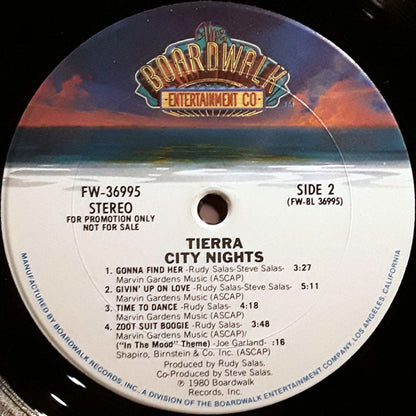 The
BOARDWALK
ENTERTAINMENT CO
TM
FW-36995
STEREO
FOR PROMOTION ONLY
NOT FOR SALE
SIDE 2
(FW-BL 36995)
TIERRA
CITY NIGHTS
1. GONNA FIND HER -Rudy Salas-Steve Salas- 3:27
Marvin Gardens Music (ASCAP)
2. GIVIN' UP ON LOVE -Rudy Salas-Steve Salas- 5:11
Marvin Gardens Music (ASCAP)
3. TIME TO DANCE -Rudy Salas- 4:18
Marvin Gardens Music (ASCAP)
4. ZOOT SUIT BOOGIE -Rudy Salas- 3:48
Marvin Gardens Music (ASCAP)/
("In The Mood" Theme) -Joe Garland- :16
Shapiro, Birnstein & Co. Inc. (ASCAP)
Produced by Rudy Salas.
Co-Produced by Steve Salas.
℗ 1980 Boardwalk
Records, Inc.
MANUFACTURED BY BOARDWALK RECORDS, INC., A DIVISION OF THE BOARDWALK ENTERTAINMENT COMPANY, LOS ANGELES, CALIFORNIA